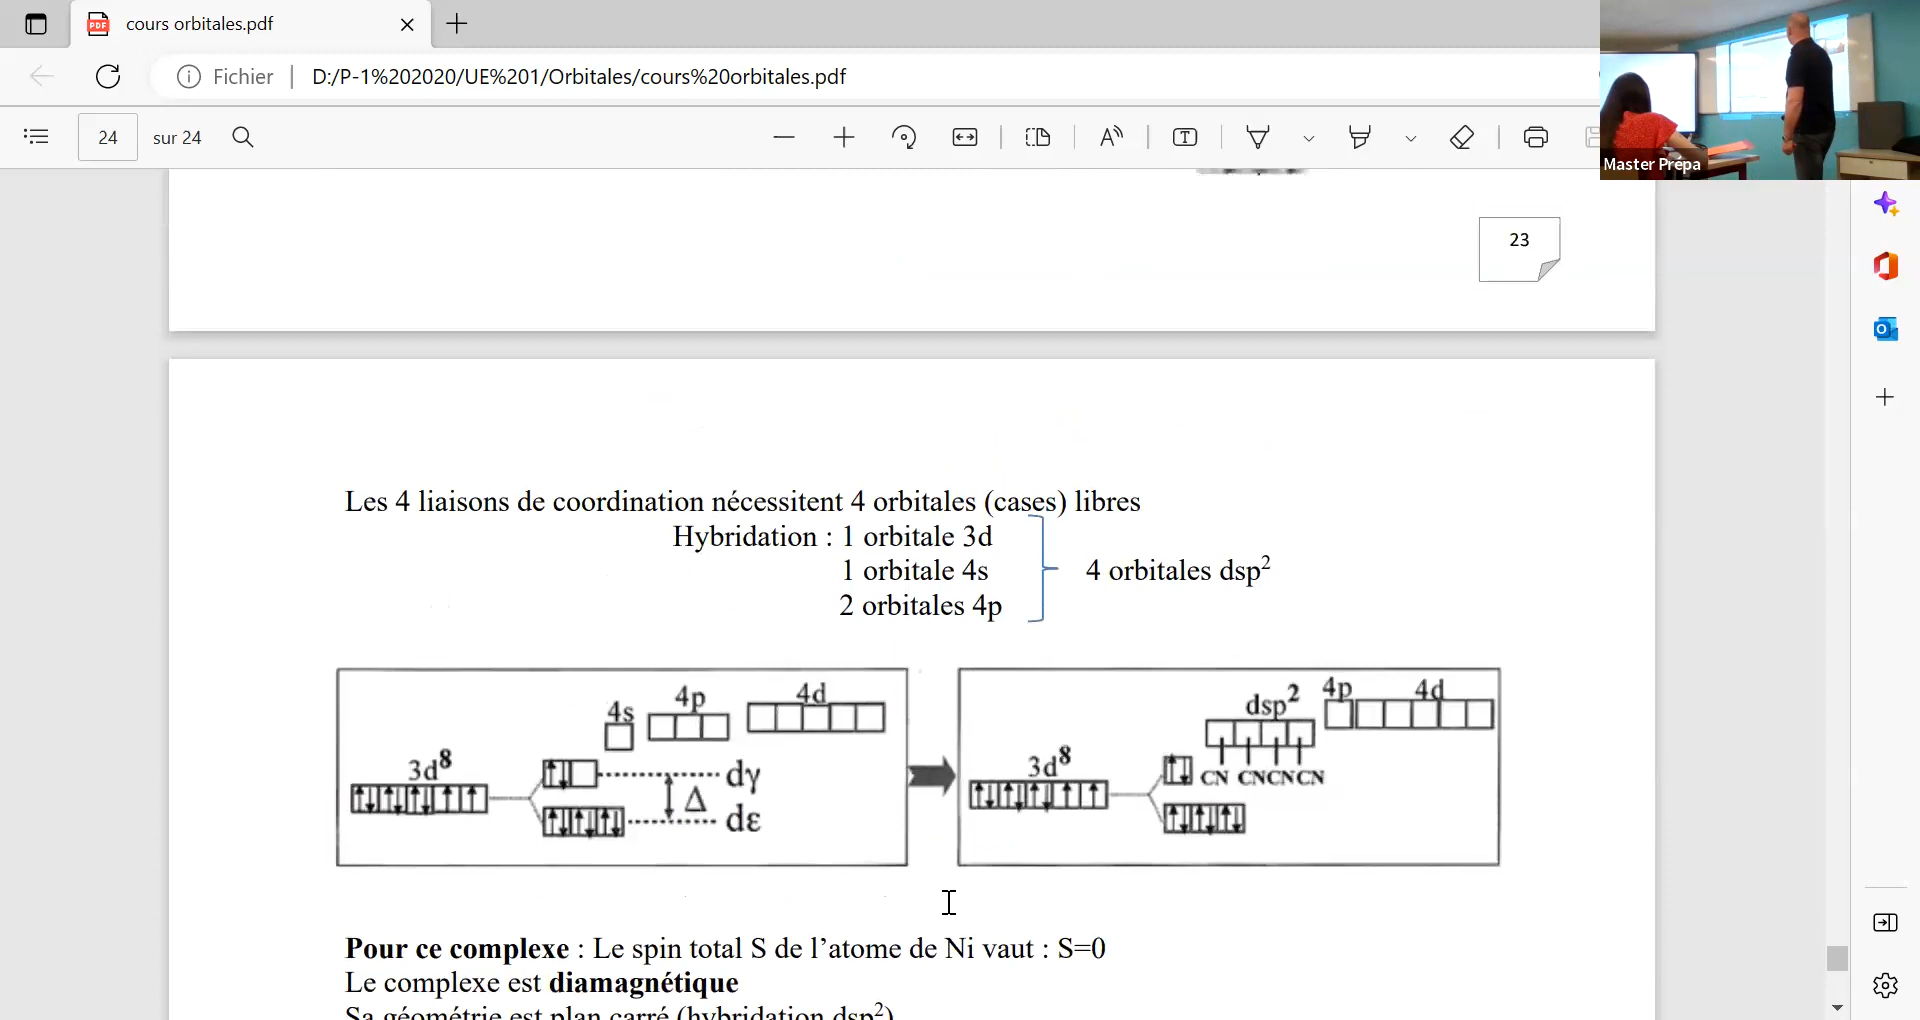 cours orbitales.pdf
Fichier
D:/P-1%202020/UE%201/Orbitales/cours%20orbitales.pdf
24
sur 24
Master Prépa
23
Les 4 liaisons de coordination nécessitent 4 orbitales (cases) libres
Hybridation : 1 orbitale 3d
1 orbitale 4s
2 orbitales 4p
4 orbitales dsp²
4s
4p
4d
3d⁸
dγ
Δ
dε
dsp²
4p
4d
3d⁸
CN CNCNCN
Pour ce complexe : Le spin total S de l'atome de Ni vaut : S=0
Le complexe est diamagnétique
Sa géométrie est plan carré (hybridation dsp²)